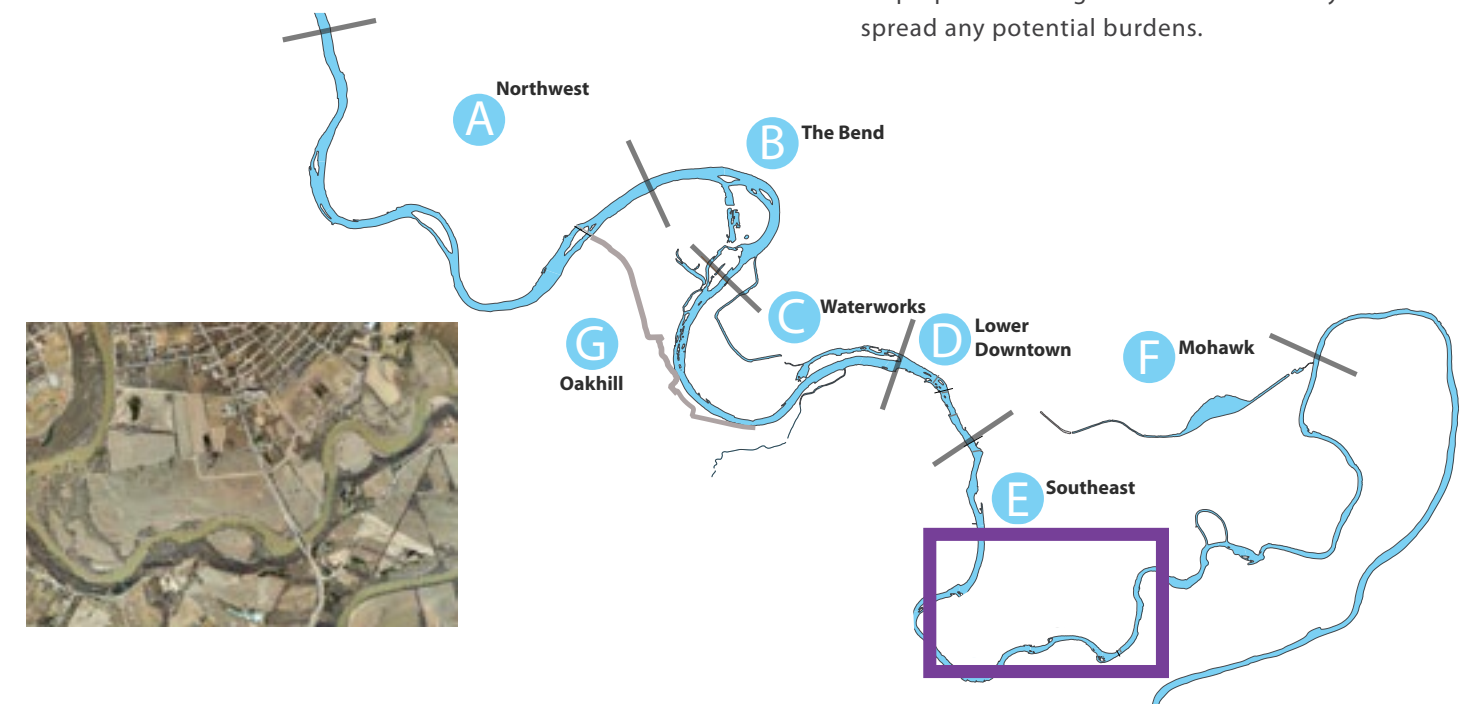 spread any potential burdens.
Northwest
A
B
The Bend
C
Waterworks
D
Lower
Downtown
F
Mohawk
G
Oakhill
E
Southeast